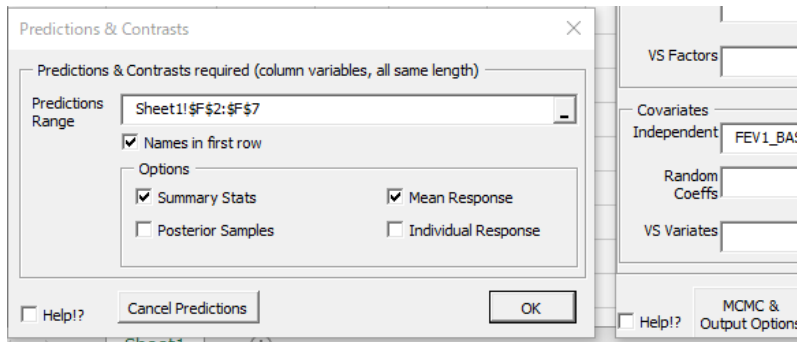 Predictions & Contrasts
Predictions & Contrasts required (column variables, all same length)
Predictions
Range
Sheet1!$F$2:$F$7
Names in first row
Options
Summary Stats
Mean Response
Posterior Samples
Individual Response
Help!?
Cancel Predictions
OK
VS Factors
Covariates
Independent
FEV1_BAS
Random
Coeffs
VS Variates
Help!?
MCMC &
Output Options
Sheet1